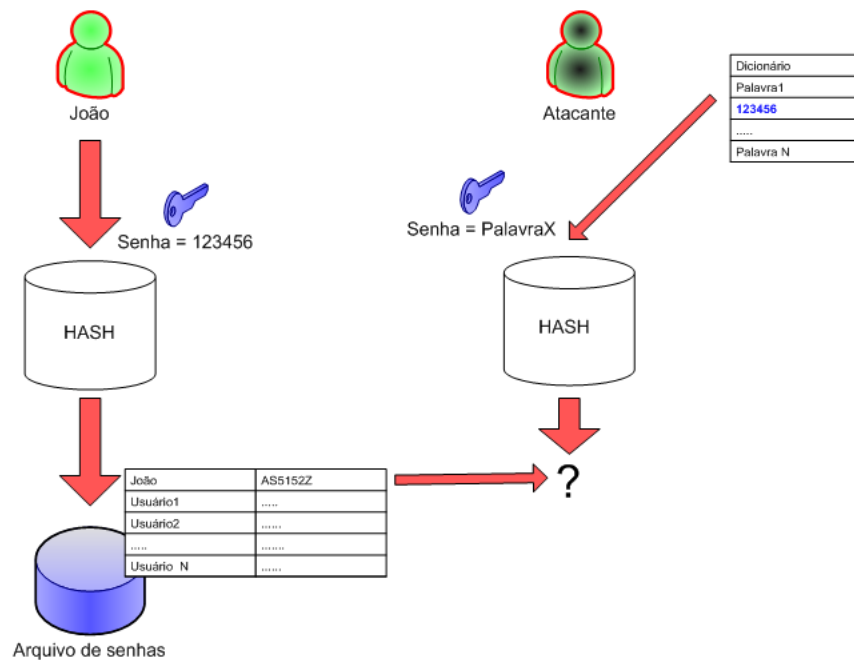 João
Atacante
Dicionário
Palavra1
123456
.....
Palavra N
Senha = 123456
Senha = PalavraX
HASH
HASH
João AS5152Z
Usuário1 .....
Usuário2 ......
..... .......
Usuário N ......
?
Arquivo de senhas